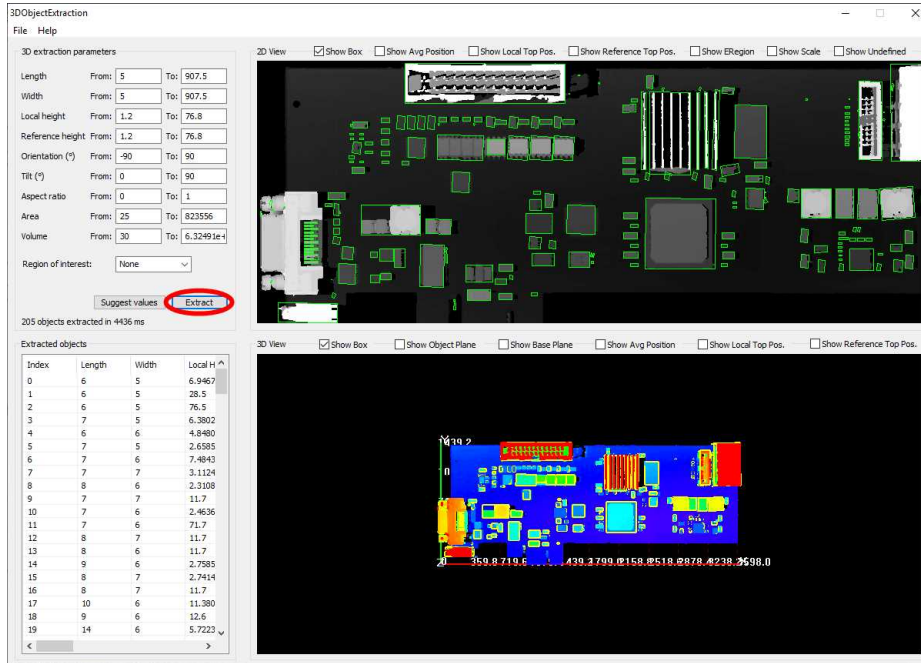 3DObjectExtraction
File Help
3D extraction parameters
Length From: 5 To: 907.5
Width From: 5 To: 907.5
Local height From: 1.2 To: 76.8
Reference height From: 1.2 To: 76.8
Orientation (°) From: -90 To: 90
Tilt (°) From: 0 To: 90
Aspect ratio From: 0 To: 1
Area From: 25 To: 823556
Volume From: 30 To: 6.32491e+
Region of interest: None
Suggest values Extract
205 objects extracted in 4436 ms
2D View Show Box Show Avg Position Show Local Top Pos. Show Reference Top Pos. Show ERegion Show Scale Show Undefined
Extracted objects
Index Length Width Local H
0 6 5 6.9467
1 6 5 28.5
2 6 5 76.5
3 7 5 6.3802
4 6 6 4.8480
5 7 5 2.6585
6 7 6 7.4843
7 7 7 3.1124
8 8 6 2.3108
9 7 7 11.7
10 7 6 2.4636
11 7 6 71.7
12 8 7 11.7
13 8 6 11.7
14 9 6 2.7585
15 8 7 2.7414
16 8 7 11.7
17 10 6 11.380
18 9 6 12.6
19 14 6 5.7223
3D View Show Box Show Object Plane Show Base Plane Show Avg Position Show Local Top Pos. Show Reference Top Pos.